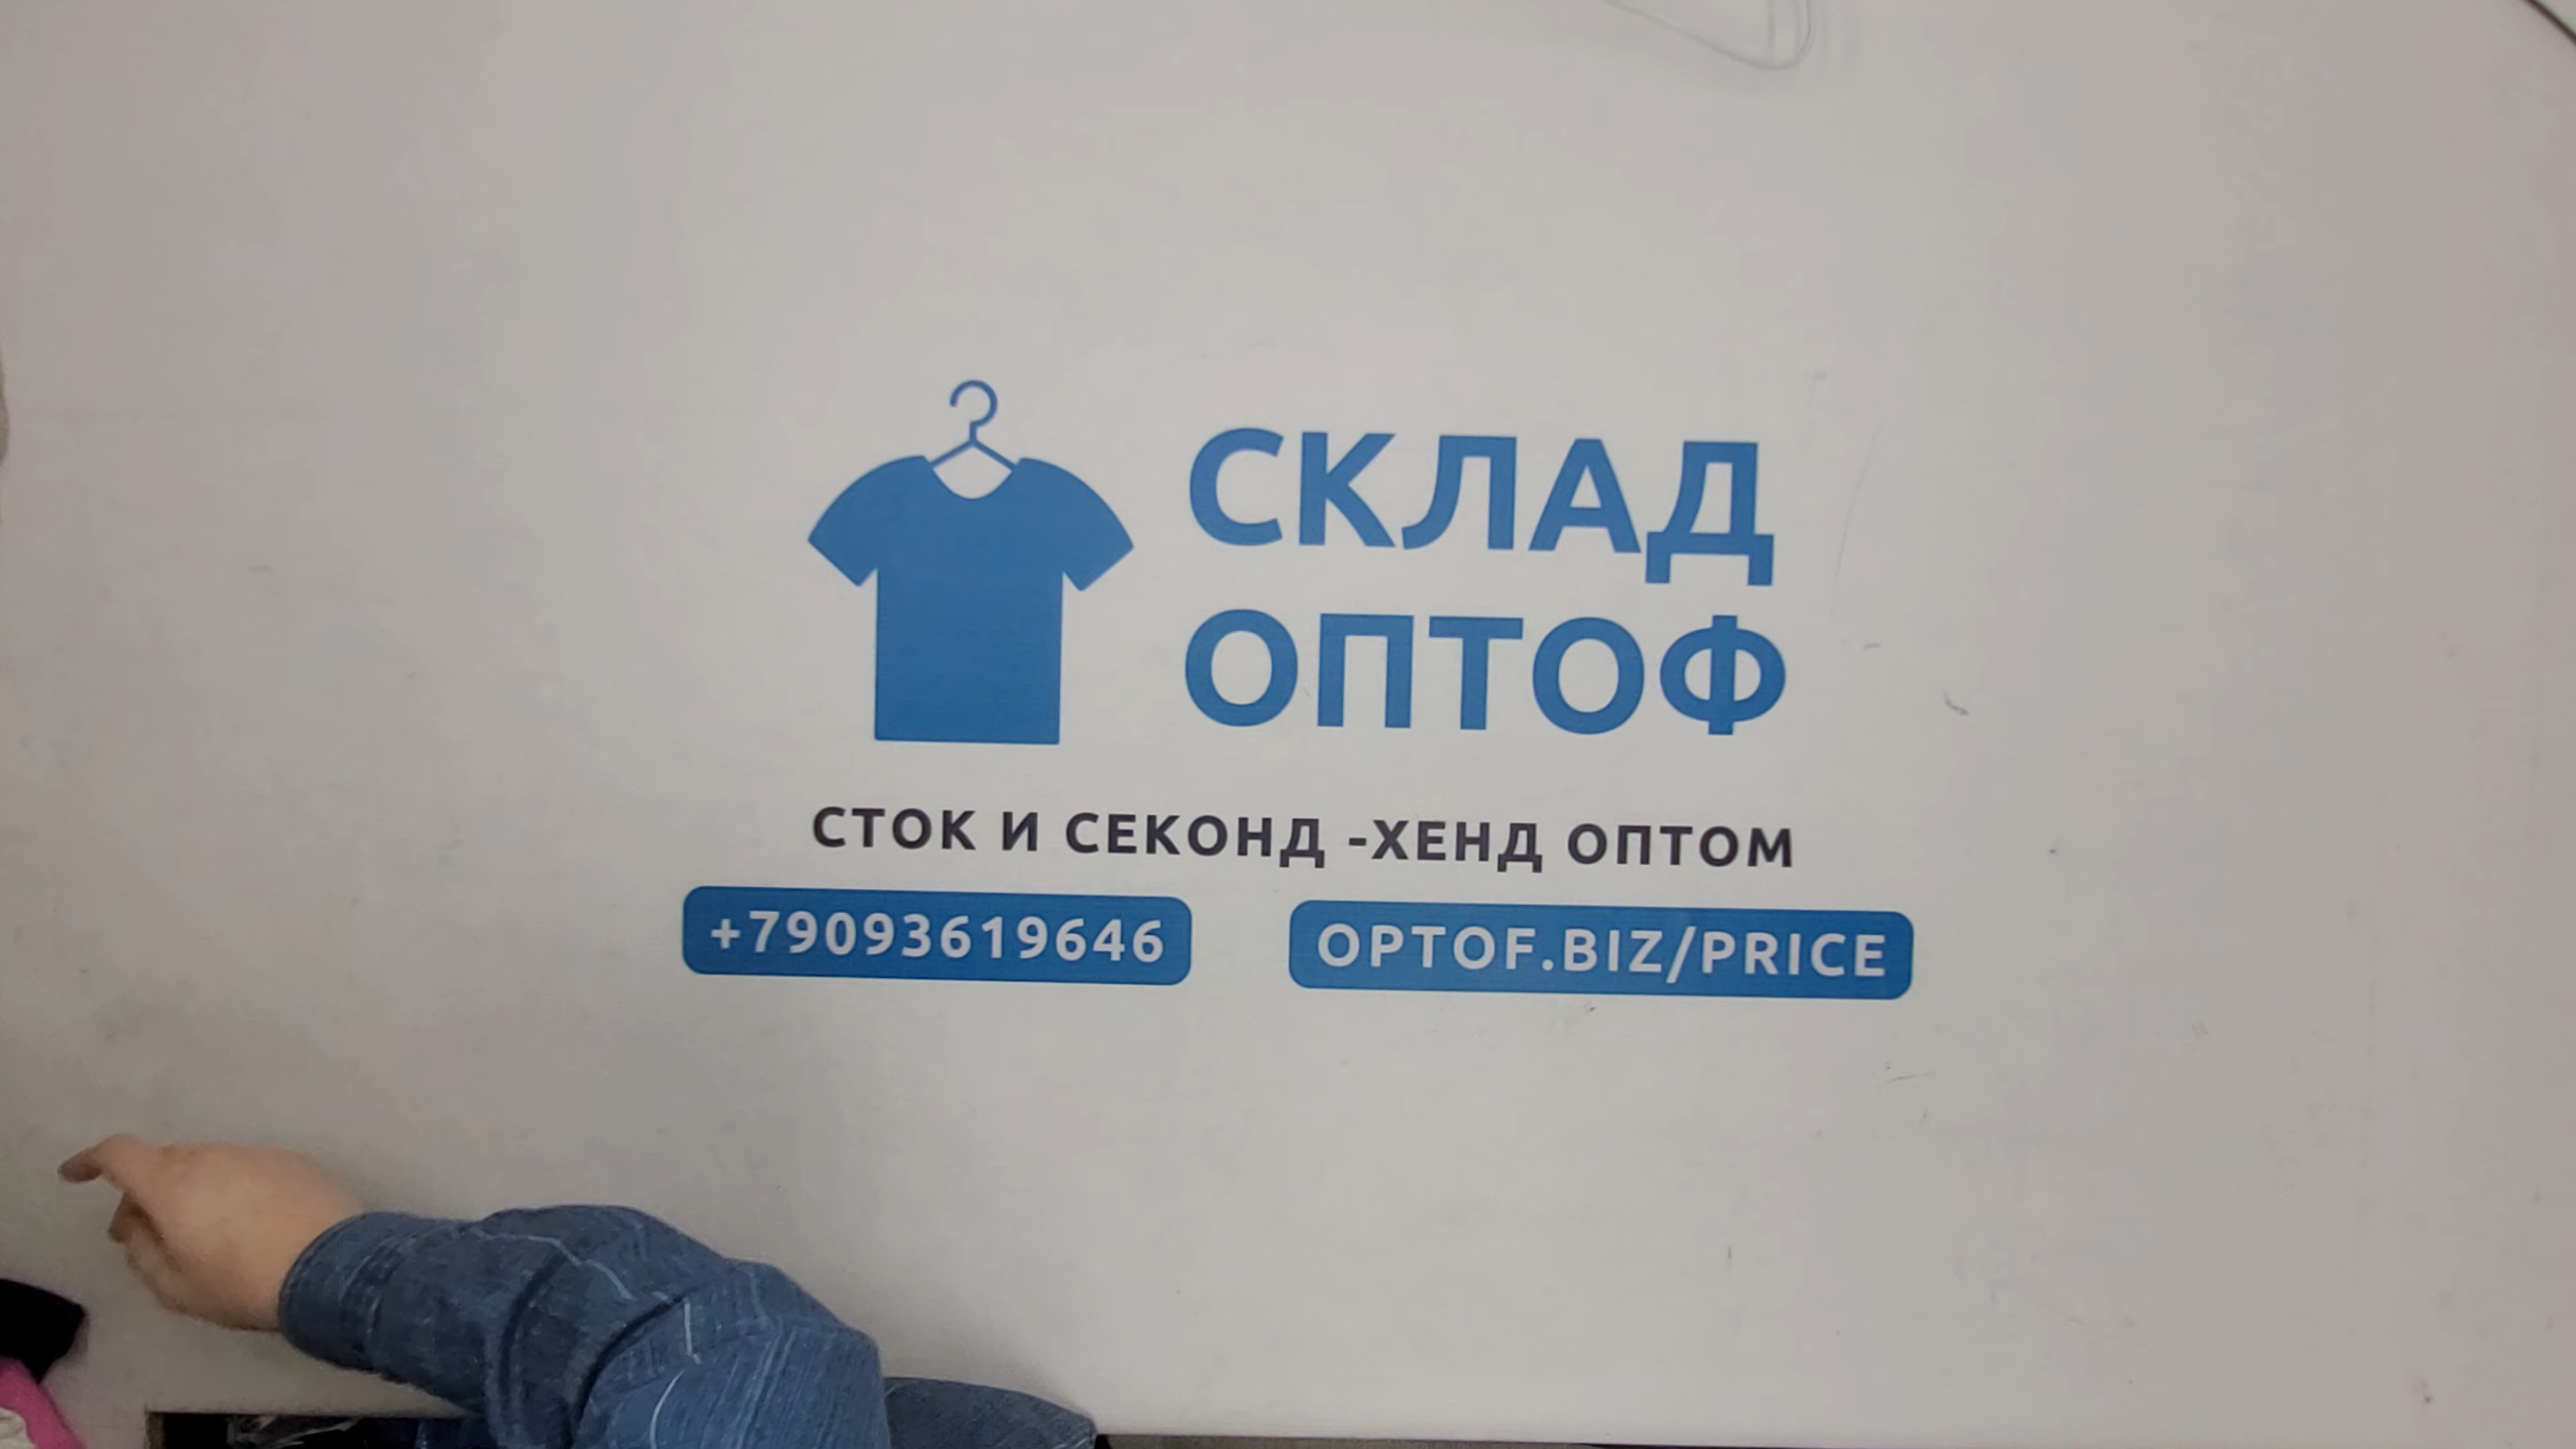 СКЛАД
ОПТОФ
СТОК И СЕКОНД -ХЕНД ОПТОМ
+79093619646
OPTOF.BIZ/PRICE